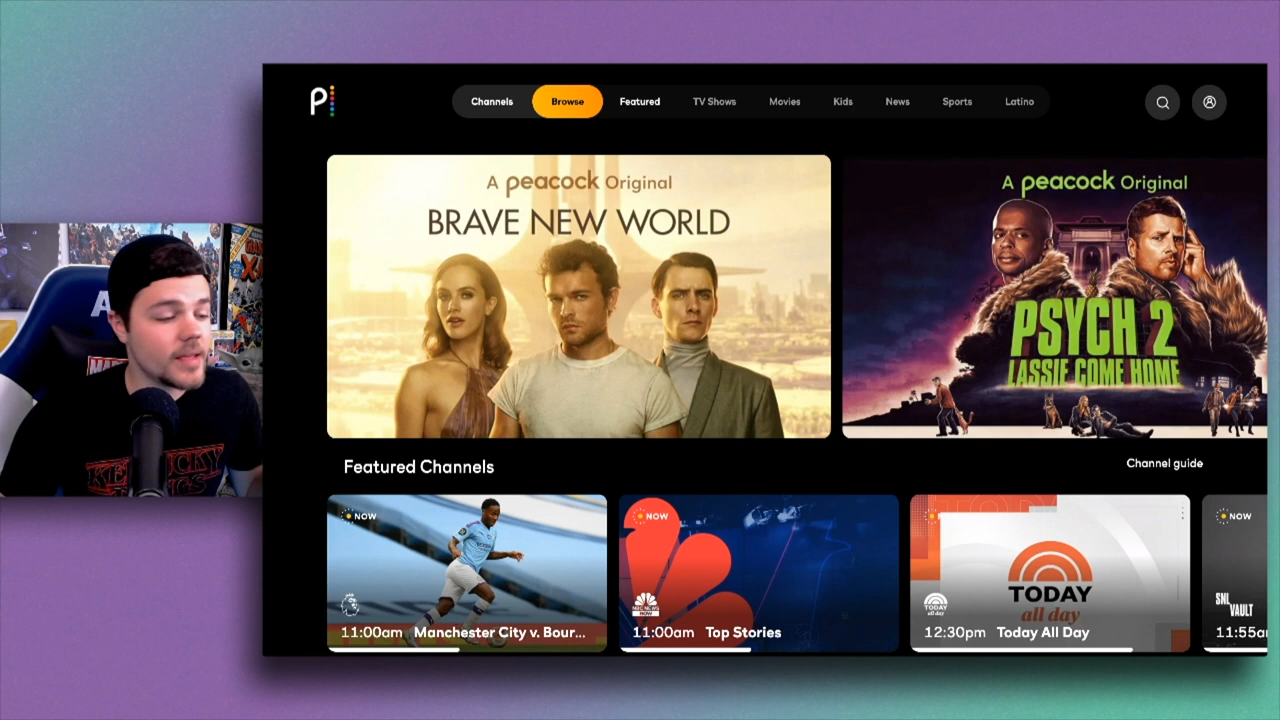 Channels Browse Featured TV Shows Movies Kids News Sports Latino
A peacock Original
BRAVE NEW WORLD
A peacock Original
PSYCH 2
LASSIE COME HOME
Featured Channels
Channel guide
NOW
11:00am Manchester City v. Bour...
NOW
NBC NEWS
NOW
11:00am Top Stories
TODAY
all day
TODAY
all day
12:30pm Today All Day
NOW
SNL
VAULT
11:55a